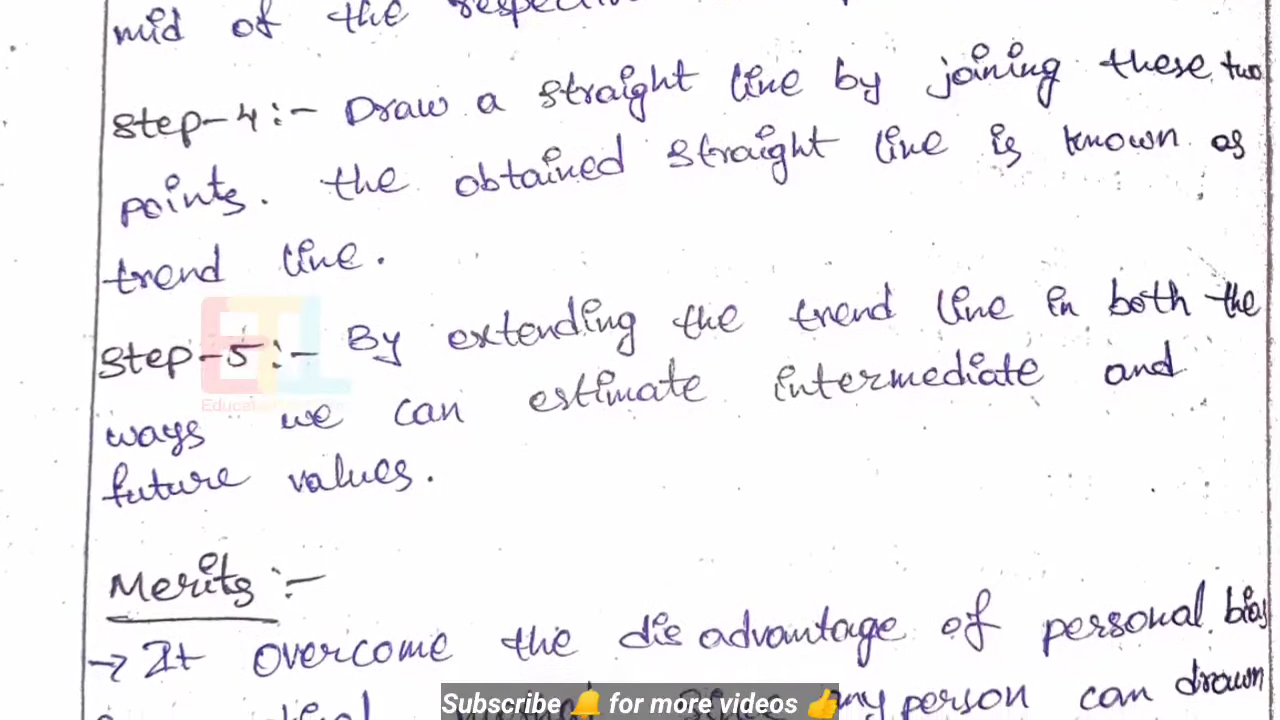 mid of the
step-4:- Draw a straight line by joining these two
points. the obtained straight line is known as
trend line.
step-5:- By extending the trend line in both the
ways we can estimate intermediate and
future values.
Merits :-
→ It overcome the disadvantage of personal bias
any person can drawn
Subscribe 🔔 for more videos 👍